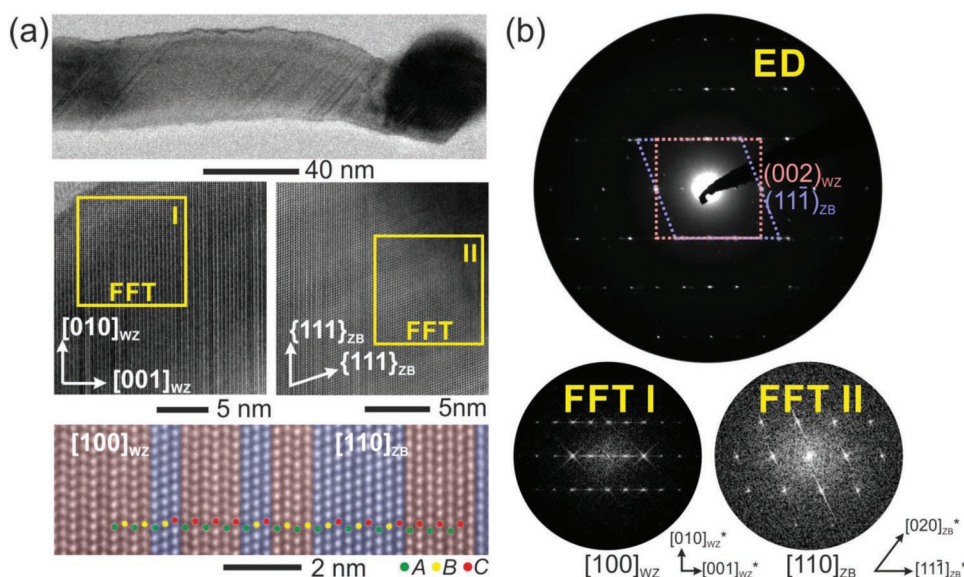 (a)
40 nm
I
FFT
[010]WZ
[001]WZ
5 nm
II
FFT
{111}ZB
{111}ZB
5nm
[100]WZ
[110]ZB
2 nm
A B C
(b)
ED
(002)WZ
(111̄)ZB
FFT I
FFT II
[100]WZ
[010]WZ*
[001]WZ*
[110]ZB
[020]ZB*
[111̄]ZB*